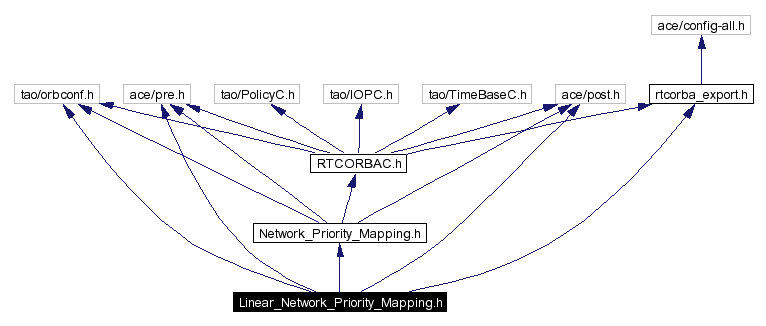 ace/config-all.h
tao/orbconf.h
ace/pre.h
tao/PolicyC.h
tao/IOPC.h
tao/TimeBaseC.h
ace/post.h
rtcorba_export.h
RTCORBAC.h
Network_Priority_Mapping.h
Linear_Network_Priority_Mapping.h